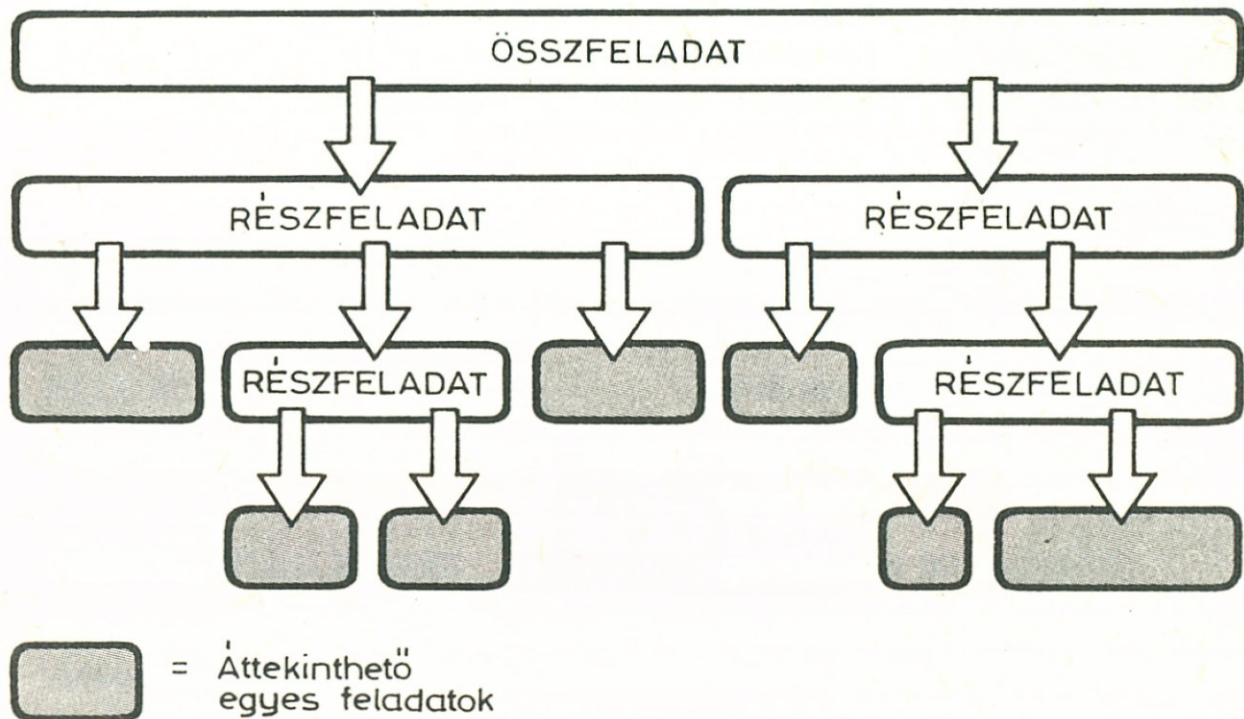 ÖSSZFELADAT
RÉSZFELADAT RÉSZFELADAT
RÉSZFELADAT RÉSZFELADAT
= Áttekinthető
egyes feladatok